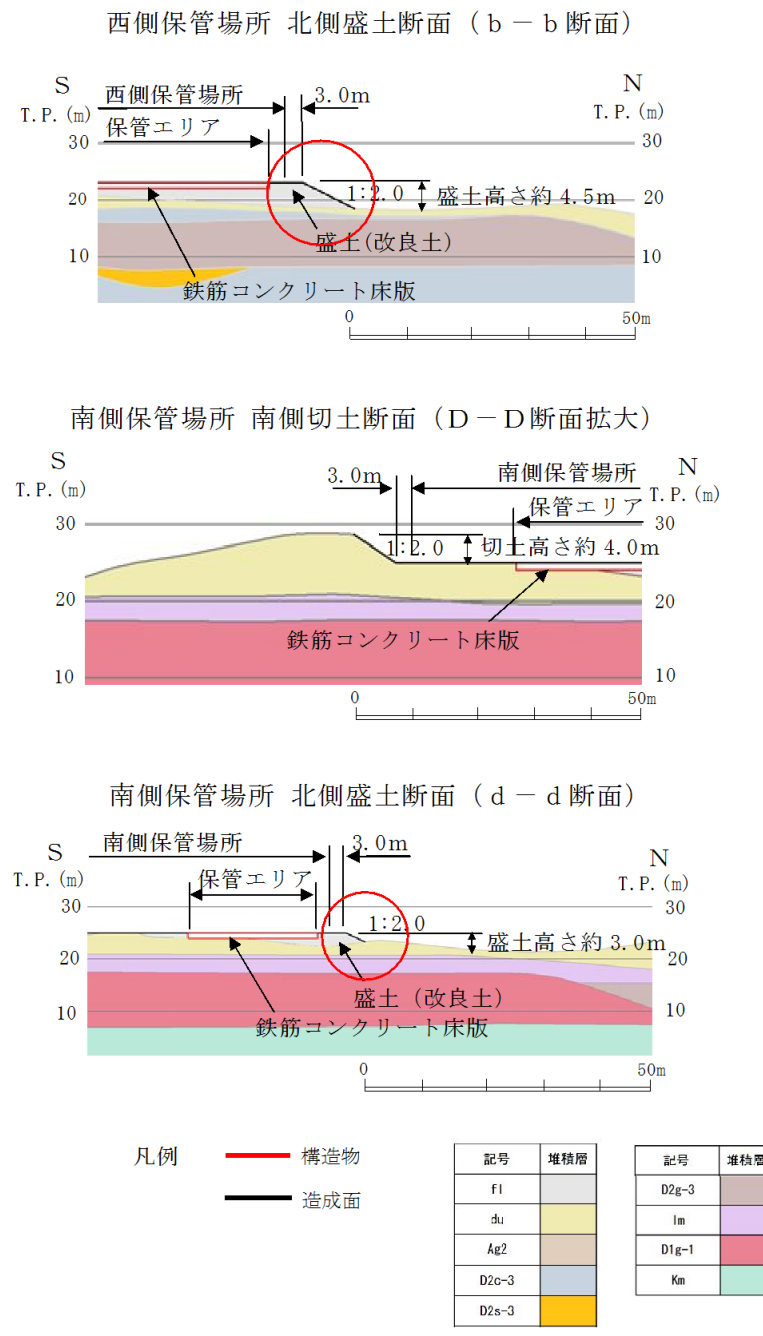 西側保管場所 北側盛土断面（ｂ－ｂ断面）
S
N
T.P.(m)
T.P.(m)
西側保管場所
3.0m
保管エリア
30
30
1:2.0
盛土高さ約 4.5m
20
20
盛土(改良土)
10
10
鉄筋コンクリート床版
0
50m
南側保管場所 南側切土断面（Ｄ－Ｄ断面拡大）
S
N
T.P.(m)
T.P.(m)
3.0m
南側保管場所
保管エリア
30
30
1:2.0
切土高さ約 4.0m
20
20
鉄筋コンクリート床版
10
10
0
50m
南側保管場所 北側盛土断面（ｄ－ｄ断面）
S
N
T.P.(m)
T.P.(m)
南側保管場所
3.0m
保管エリア
30
30
1:2.0
盛土高さ約 3.0m
20
20
盛土（改良土）
10
10
鉄筋コンクリート床版
0
50m
凡例
構造物
造成面
記号 堆積層
fl
du
Ag2
D2c-3
D2s-3
記号 堆積層
D2g-3
lm
D1g-1
Km